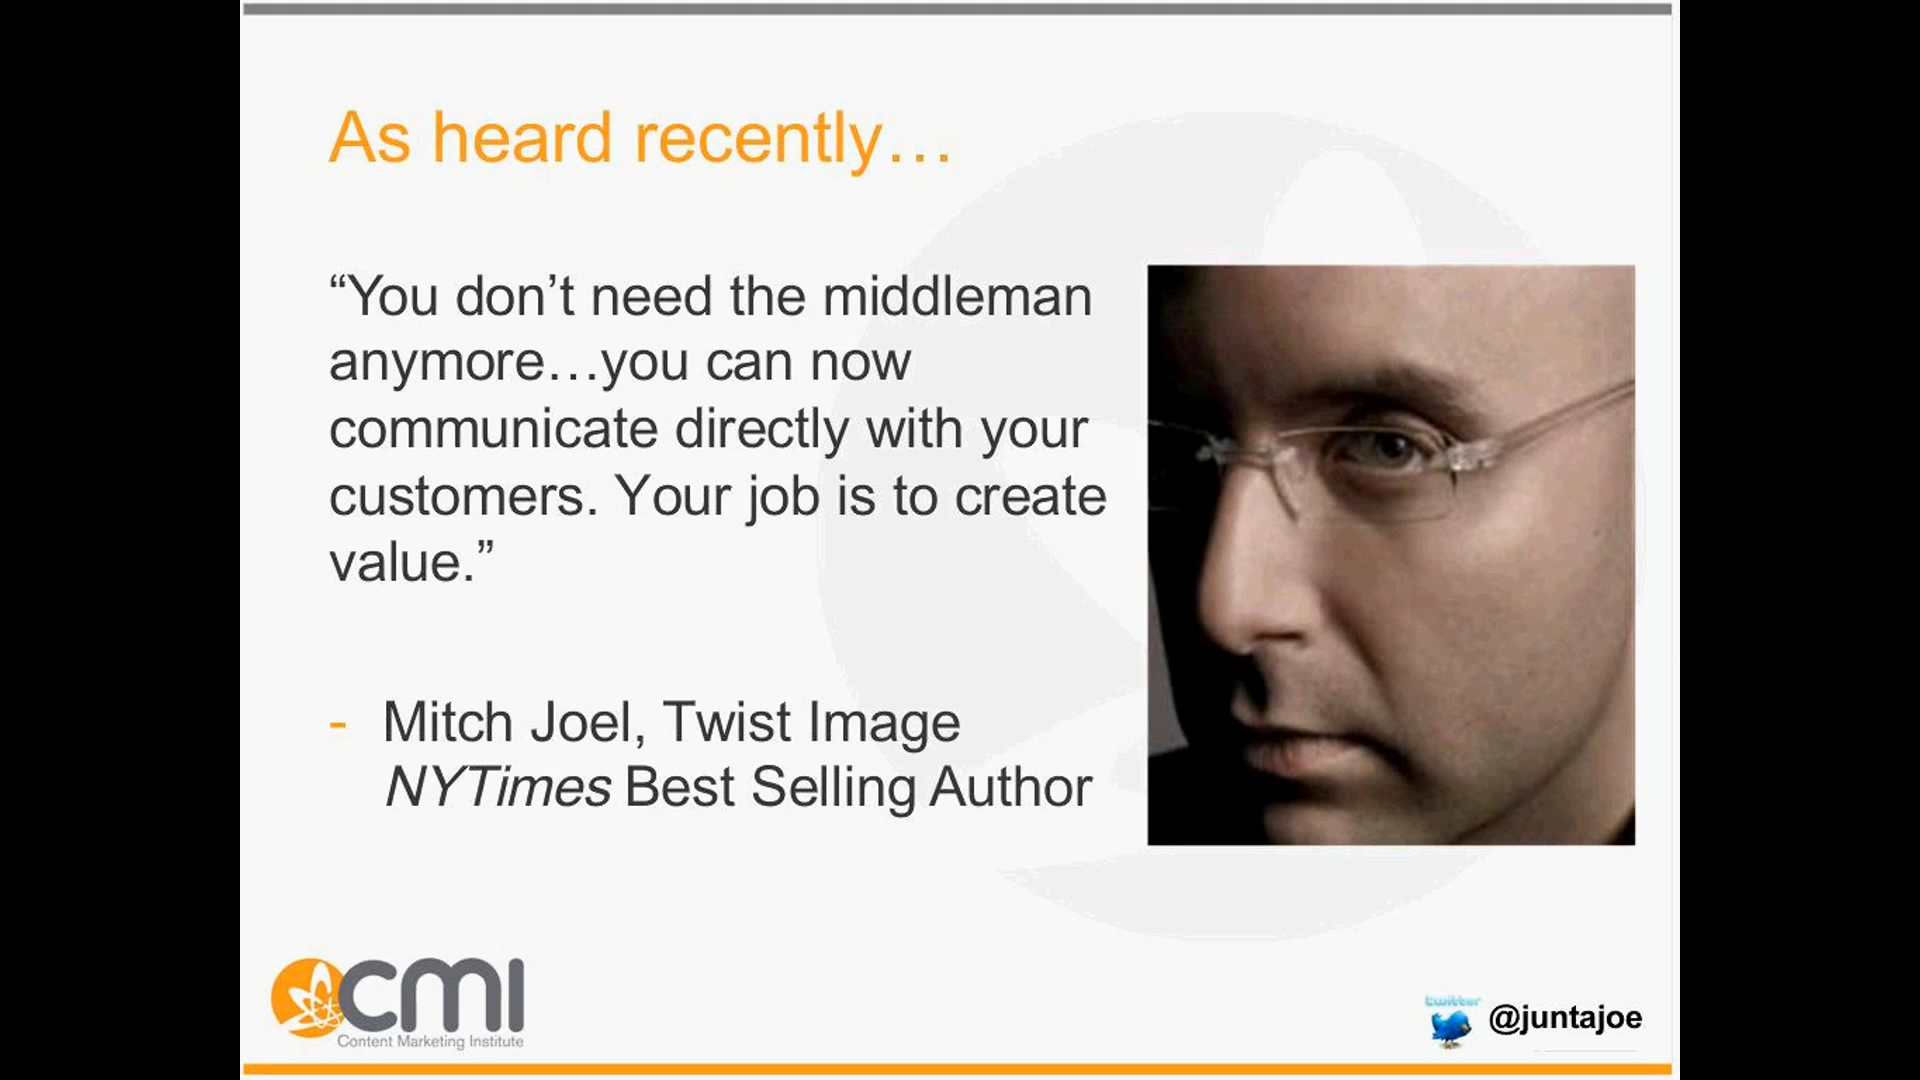 As heard recently…
“You don’t need the middleman
anymore…you can now
communicate directly with your
customers. Your job is to create
value.”
- Mitch Joel, Twist Image
NYTimes Best Selling Author
cmi
Content Marketing Institute
twitter
@juntajoe